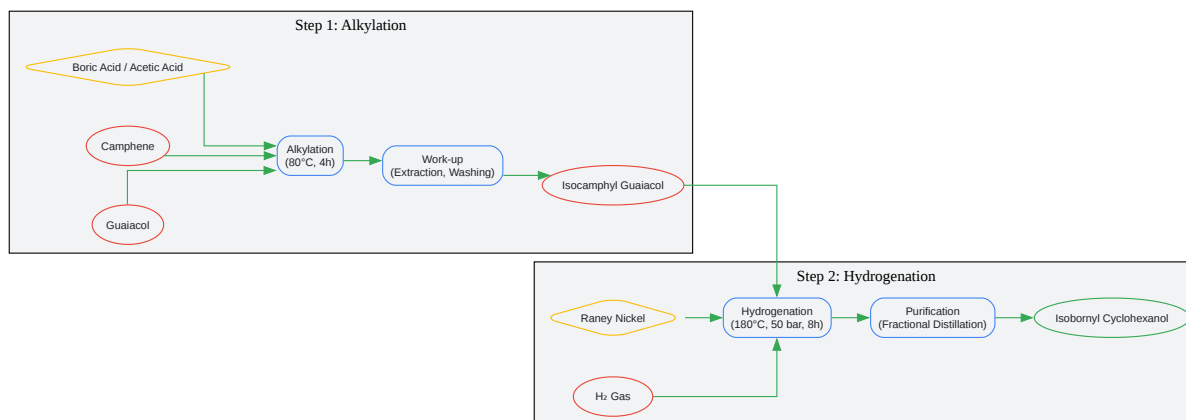 Step 1: Alkylation
Boric Acid / Acetic Acid
Camphene
Alkylation
(80°C, 4h)
Work-up
(Extraction, Washing)
Isocamphyl Guaiacol
Guaiacol
Step 2: Hydrogenation
Raney Nickel
Hydrogenation
(180°C, 50 bar, 8h)
Purification
(Fractional Distillation)
Isobornyl Cyclohexanol
H₂ Gas